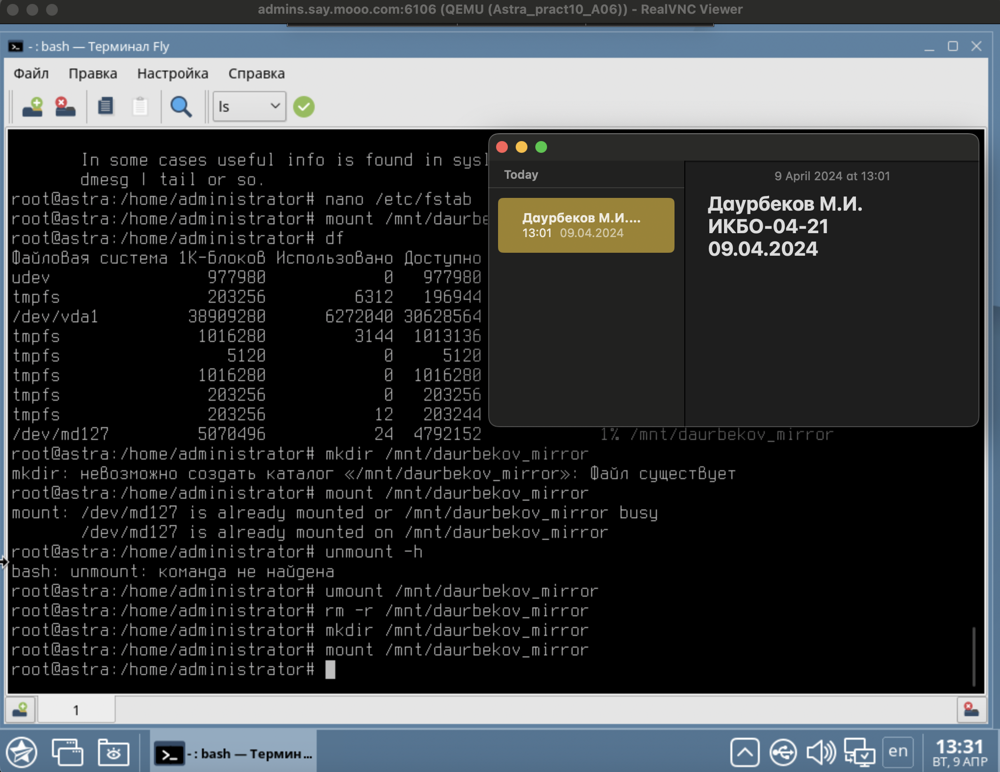 admins.say.mooo.com:6106 (QEMU (Astra_pract10_A06)) - RealVNC Viewer
- : bash — Терминал Fly
Файл Правка Настройка Справка
ls
In some cases useful info is found in sysl
dmesg | tail or so.
root@astra:/home/administrator# nano /etc/fstab
root@astra:/home/administrator# mount /mnt/daurbe
root@astra:/home/administrator# df
Файловая система 1K-блоков Использовано Доступно
udev 977980 0 977980
tmpfs 203256 6312 196944
/dev/vda1 38909280 6272040 30628564
tmpfs 1016280 3144 1013136
tmpfs 5120 0 5120
tmpfs 1016280 0 1016280
tmpfs 203256 0 203256
tmpfs 203256 12 203244
/dev/md127 5070496 24 4792152 1% /mnt/daurbekov_mirror
root@astra:/home/administrator# mkdir /mnt/daurbekov_mirror
mkdir: невозможно создать каталог «/mnt/daurbekov_mirror»: Файл существует
root@astra:/home/administrator# mount /mnt/daurbekov_mirror
mount: /dev/md127 is already mounted or /mnt/daurbekov_mirror busy
/dev/md127 is already mounted on /mnt/daurbekov_mirror
root@astra:/home/administrator# unmount -h
bash: unmount: команда не найдена
root@astra:/home/administrator# umount /mnt/daurbekov_mirror
root@astra:/home/administrator# rm -r /mnt/daurbekov_mirror
root@astra:/home/administrator# mkdir /mnt/daurbekov_mirror
root@astra:/home/administrator# mount /mnt/daurbekov_mirror
root@astra:/home/administrator#
Today
Даурбеков М.И....
13:01 09.04.2024
9 April 2024 at 13:01
Даурбеков М.И.
ИКБО-04-21
09.04.2024
1
- : bash — Термин...
en
13:31
ВТ, 9 АПР